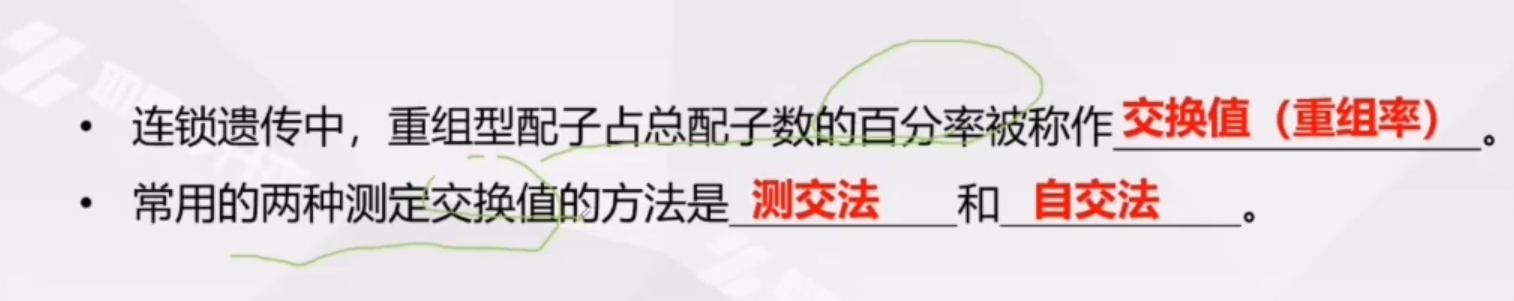 • 连锁遗传中，重组型配子占总配子数的百分率被称作交换值（重组率）。
• 常用的两种测定交换值的方法是 测交法 和 自交法 。